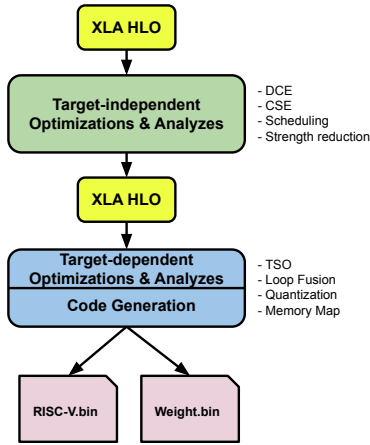 XLA HLO
Target-independent
Optimizations & Analyzes
- DCE
- CSE
- Scheduling
- Strength reduction
XLA HLO
Target-dependent
Optimizations & Analyzes
Code Generation
- TSO
- Loop Fusion
- Quantization
- Memory Map
RISC-V.bin
Weight.bin